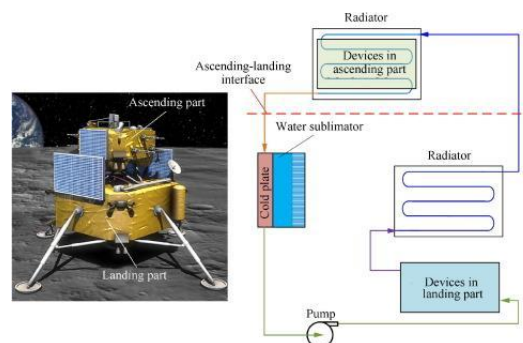 Radiator
Devices in
ascending part
Ascending-landing
interface
Ascending part
Water sublimator
Radiator
Cold plate
Landing part
Devices in
landing part
Pump